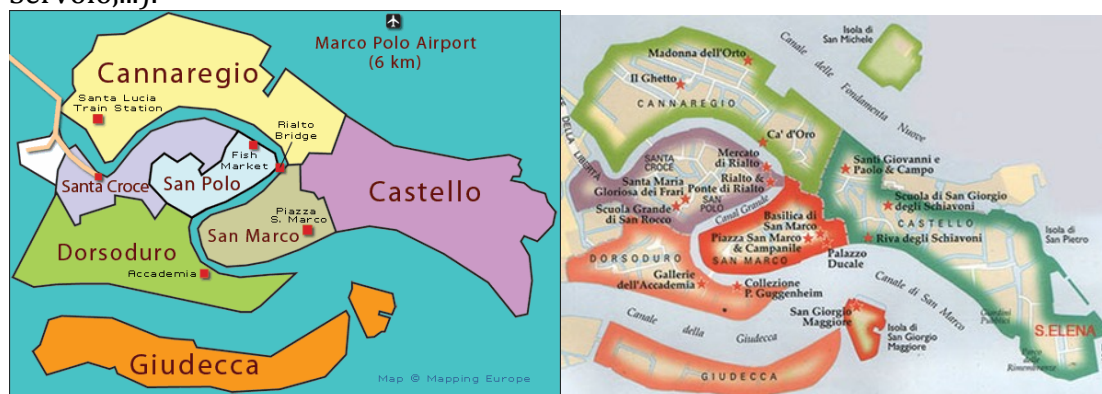 Servolo,...).
Marco Polo Airport
(6 km)
Cannaregio
Santa Lucia
Train Station
Rialto
Bridge
Fish
Market
Santa Croce
San Polo
Castello
Piazza
S. Marco
San Marco
Dorsoduro
Accademia
Giudecca
Map © Mapping Europe
Isola di
San Michele
Canale
delle
Fondamenta
Nuove
Madonna dell'Orto
Il Ghetto
CANNAREGIO
Ca' d'Oro
DELLA LIBERTÀ
SANTA
CROCE
Mercato
di Rialto
Santi Giovanni e
Paolo & Campo
Santa Maria
Gloriosa dei Frari
Rialto &
Ponte di Rialto
SAN
POLO
Scuola Grande
di San Rocco
Canal Grande
Scuola di San Giorgio
degli Schiavoni
CASTELLO
Basilica di
San Marco
Piazza San Marco
& Campanile
Riva degli Schiavoni
Isola di
San Pietro
DORSODURO
SAN MARCO
Palazzo
Ducale
Gallerie
dell'Accademia
Collezione
P. Guggenheim
Canale di San Marco
San Giorgio
Maggiore
Giardini
Pubblici
Canale
della
Giudecca
Isola di
San Giorgio
Maggiore
S.ELENA
Rimembranze
GIUDECCA